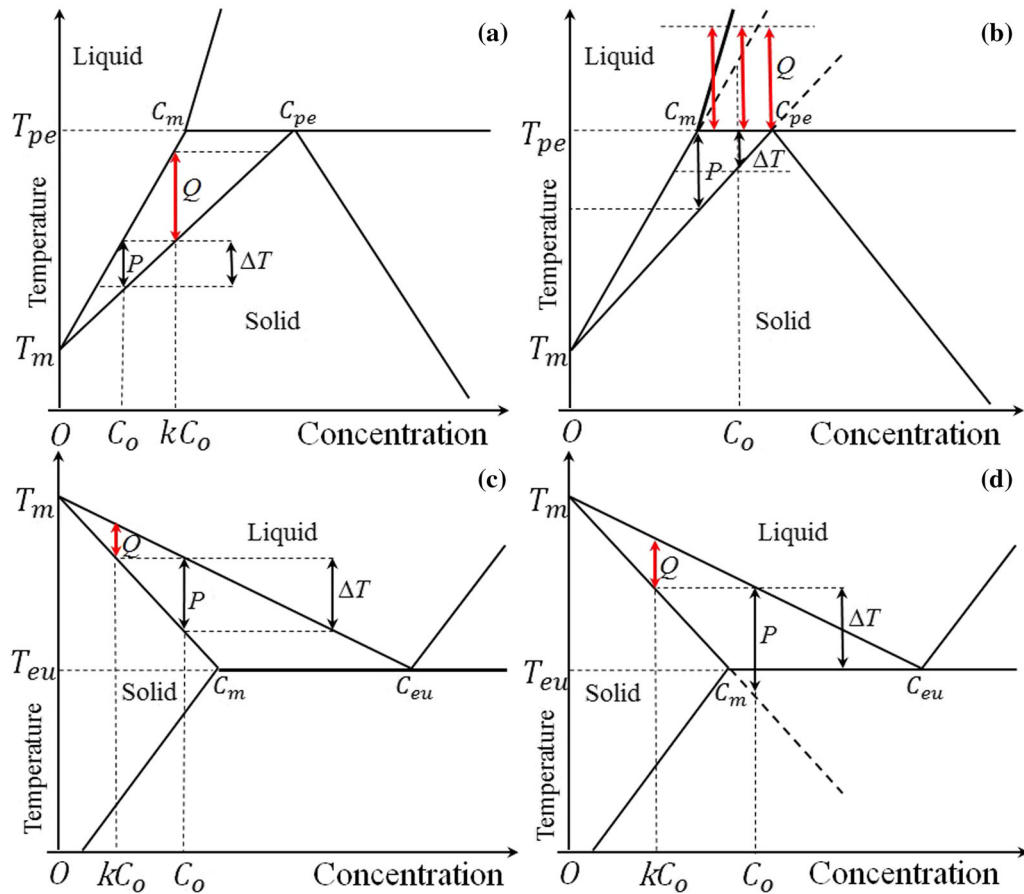 (a)
Liquid
C_m
C_pe
T_pe
Q
P
ΔT
Temperature
Solid
T_m
O
C_o
kC_o
Concentration
(b)
Liquid
Q
C_m
C_pe
T_pe
P
ΔT
Temperature
Solid
T_m
O
C_o
Concentration
(c)
T_m
Liquid
Q
P
ΔT
T_eu
Solid
C_m
C_eu
Temperature
O
kC_o
C_o
Concentration
(d)
T_m
Liquid
Q
P
ΔT
T_eu
Solid
C_m
C_eu
Temperature
O
kC_o
C_o
Concentration